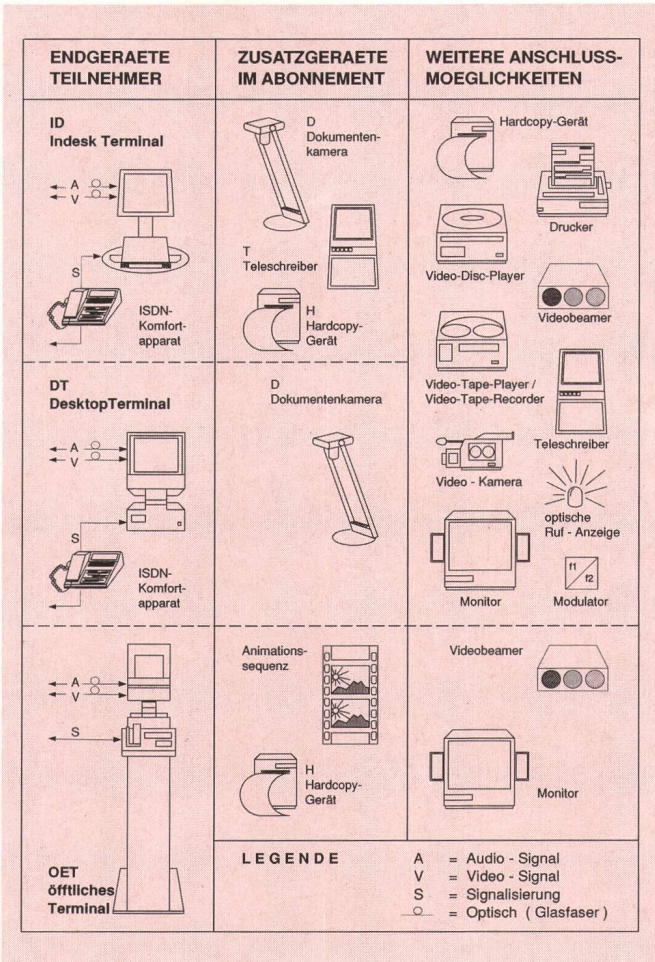 ENDGERAETE
TEILNEHMER
ZUSATZGERAETE
IM ABONNEMENT
WEITERE ANSCHLUSS-
MOEGLICHKEITEN
ID
Indesk Terminal
A
V
S
ISDN-
Komfort-
apparat
D
Dokumenten-
kamera
T
Teleschreiber
H
Hardcopy-
Gerät
Hardcopy-Gerät
Drucker
Video-Disc-Player
Videobeamer
Video-Tape-Player /
Video-Tape-Recorder
Teleschreiber
Video - Kamera
optische
Ruf - Anzeige
Monitor
f1
f2
Modulator
DT
DesktopTerminal
A
V
S
ISDN-
Komfort-
apparat
D
Dokumentenkamera
A
V
S
OET
öfftliches
Terminal
Animations-
sequenz
H
Hardcopy-
Gerät
Videobeamer
Monitor
LEGENDE
A = Audio - Signal
V = Video - Signal
S = Signalisierung
= Optisch ( Glasfaser )